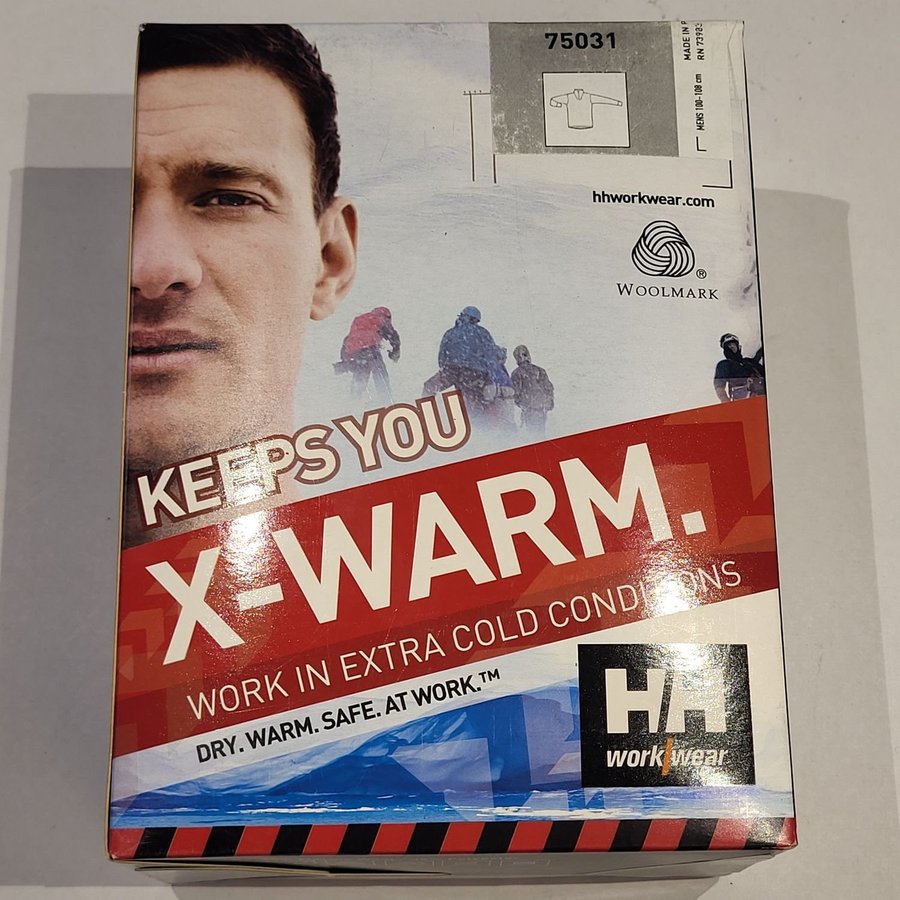 75031
MADE IN
RN 73983
MENS 100-108 cm
L
L
hhworkwear.com
WOOLMARK
®
KEEPS YOU
X-WARM.
WORK IN EXTRA COLD CONDITIONS
DRY. WARM. SAFE. AT WORK.™
HH
work/wear